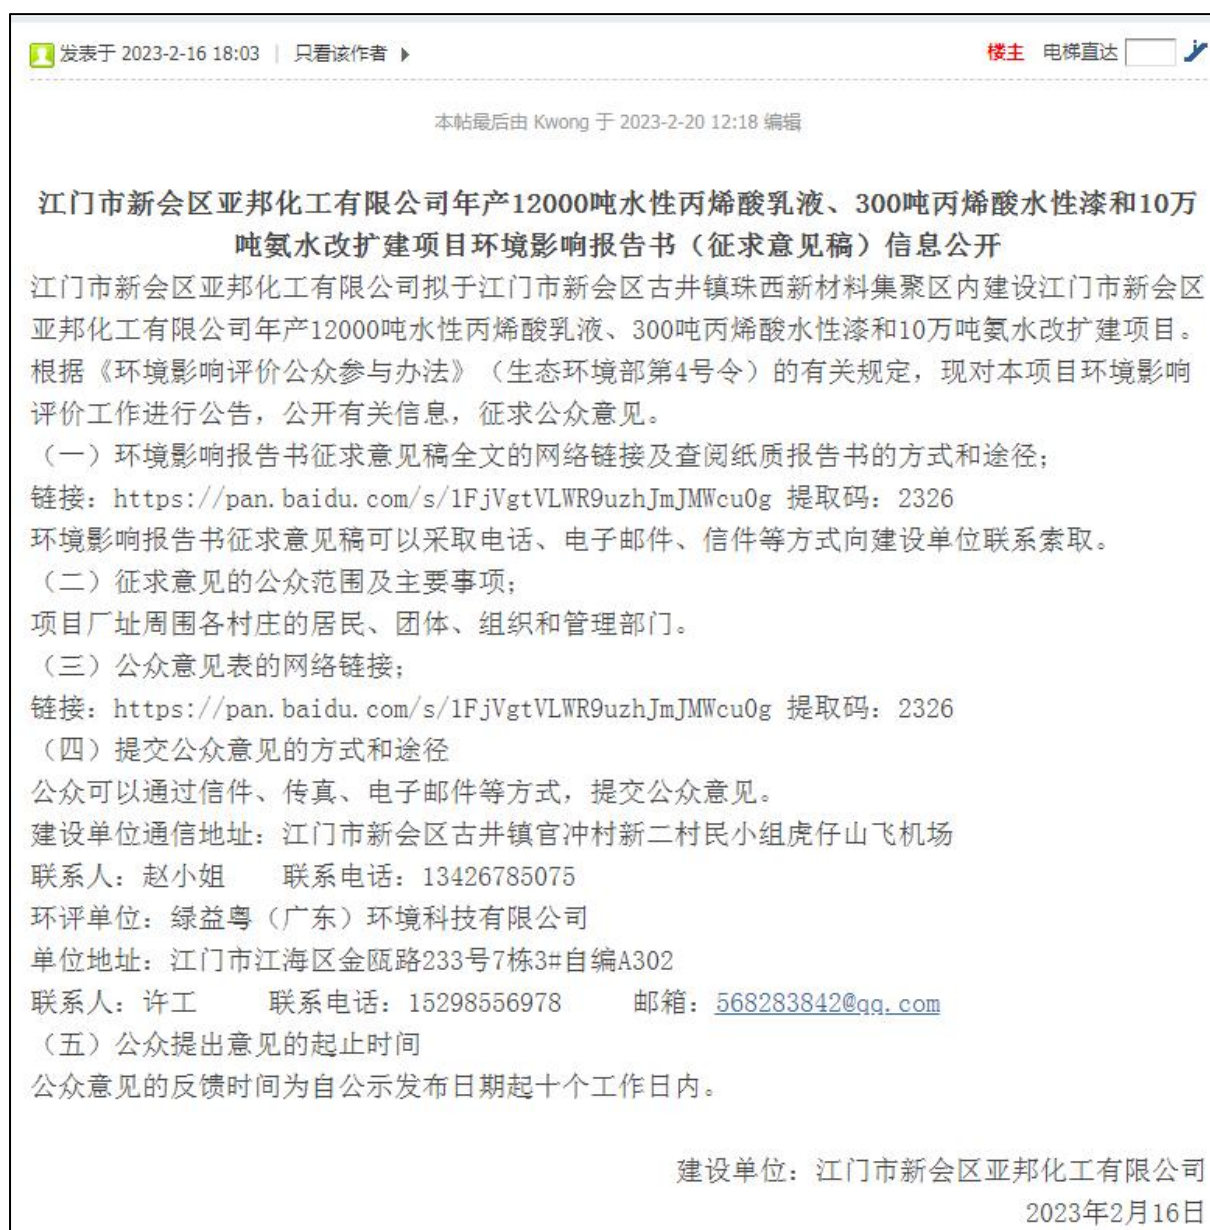 发表于 2023-2-16 18:03 | 只看该作者 楼主 电梯直达
本帖最后由 Kwong 于 2023-2-20 12:18 编辑
江门市新会区亚邦化工有限公司年产12000吨水性丙烯酸乳液、300吨丙烯酸水性漆和10万
吨氨水改扩建项目环境影响报告书（征求意见稿）信息公开
江门市新会区亚邦化工有限公司拟于江门市新会区古井镇珠西新材料集聚区内建设江门市新会区
亚邦化工有限公司年产12000吨水性丙烯酸乳液、300吨丙烯酸水性漆和10万吨氨水改扩建项目。
根据《环境影响评价公众参与办法》（生态环境部第4号令）的有关规定，现对本项目环境影响
评价工作进行公告，公开有关信息，征求公众意见。
（一）环境影响报告书征求意见稿全文的网络链接及查阅纸质报告书的方式和途径；
链接：https://pan.baidu.com/s/1FjVgtVLWR9uzhJmJMWcu0g 提取码：2326
环境影响报告书征求意见稿可以采取电话、电子邮件、信件等方式向建设单位联系索取。
（二）征求意见的公众范围及主要事项；
项目厂址周围各村庄的居民、团体、组织和管理部门。
（三）公众意见表的网络链接；
链接：https://pan.baidu.com/s/1FjVgtVLWR9uzhJmJMWcu0g 提取码：2326
（四）提交公众意见的方式和途径
公众可以通过信件、传真、电子邮件等方式，提交公众意见。
建设单位通信地址：江门市新会区古井镇官冲村新二村民小组虎仔山飞机场
联系人：赵小姐 联系电话：13426785075
环评单位：绿益粤（广东）环境科技有限公司
单位地址：江门市江海区金瓯路233号7栋3#自编A302
联系人：许工 联系电话：15298556978 邮箱：568283842@qq.com
（五）公众提出意见的起止时间
公众意见的反馈时间为自公示发布日期起十个工作日内。
建设单位：江门市新会区亚邦化工有限公司
2023年2月16日